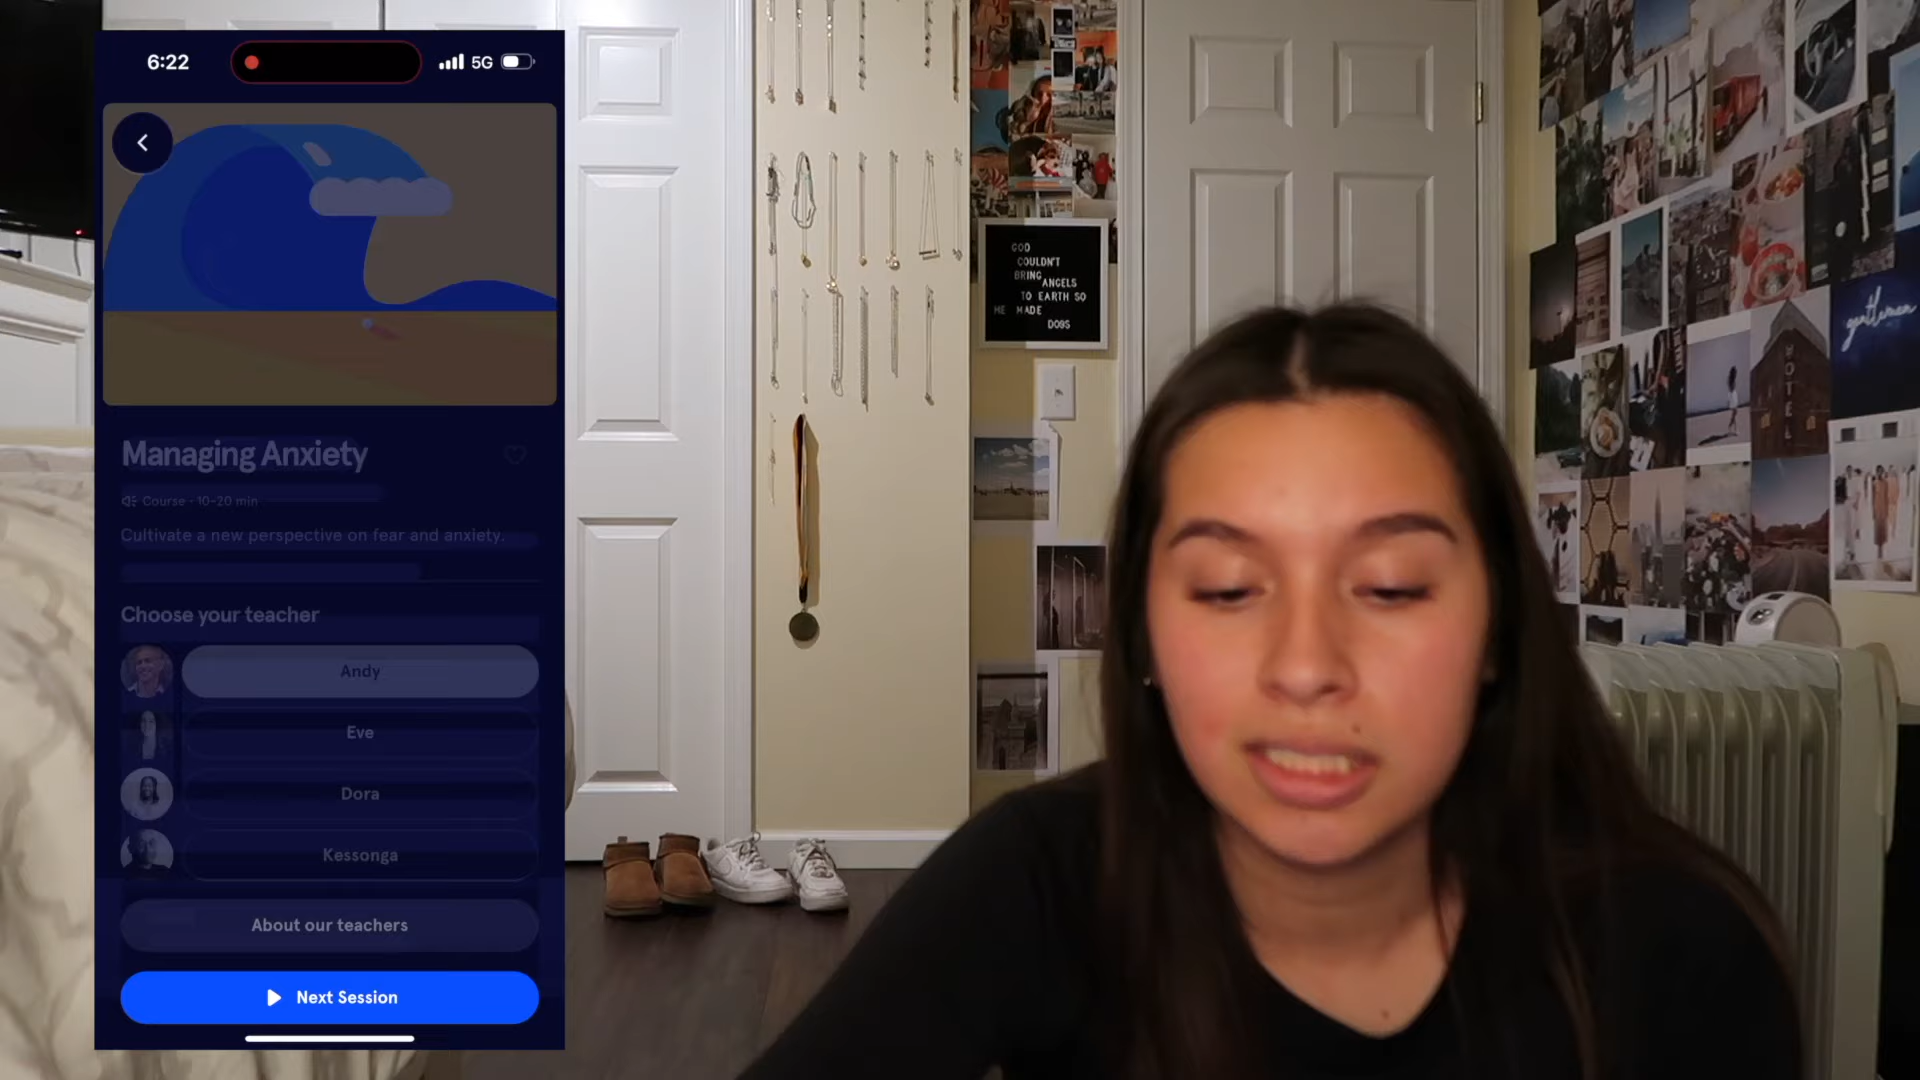 6:22
5G
Managing Anxiety
Course · 10-20 min
Cultivate a new perspective on fear and anxiety.
Choose your teacher
Andy
Eve
Dora
Kessonga
About our teachers
Next Session
GOD
COULDN'T
BRING
ANGELS
TO EARTH SO
HE MADE
DOGS
gentlemen
HOTEL